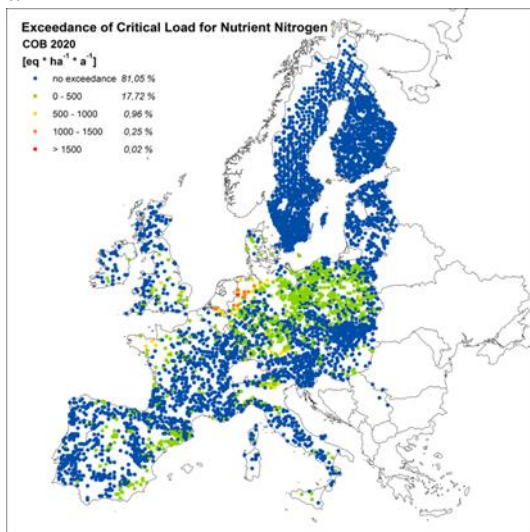 Exceedance of Critical Load for Nutrient Nitrogen
COB 2020
[eq * ha⁻¹ * a⁻¹]
no exceedance 81,05 %
0 - 500 17,72 %
500 - 1000 0,96 %
1000 - 1500 0,25 %
> 1500 0,02 %